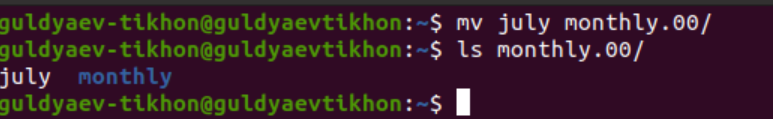 guldyaev-tikhon@guldyaevtikhon:~$ mv july monthly.00/
guldyaev-tikhon@guldyaevtikhon:~$ ls monthly.00/
july  monthly
guldyaev-tikhon@guldyaevtikhon:~$